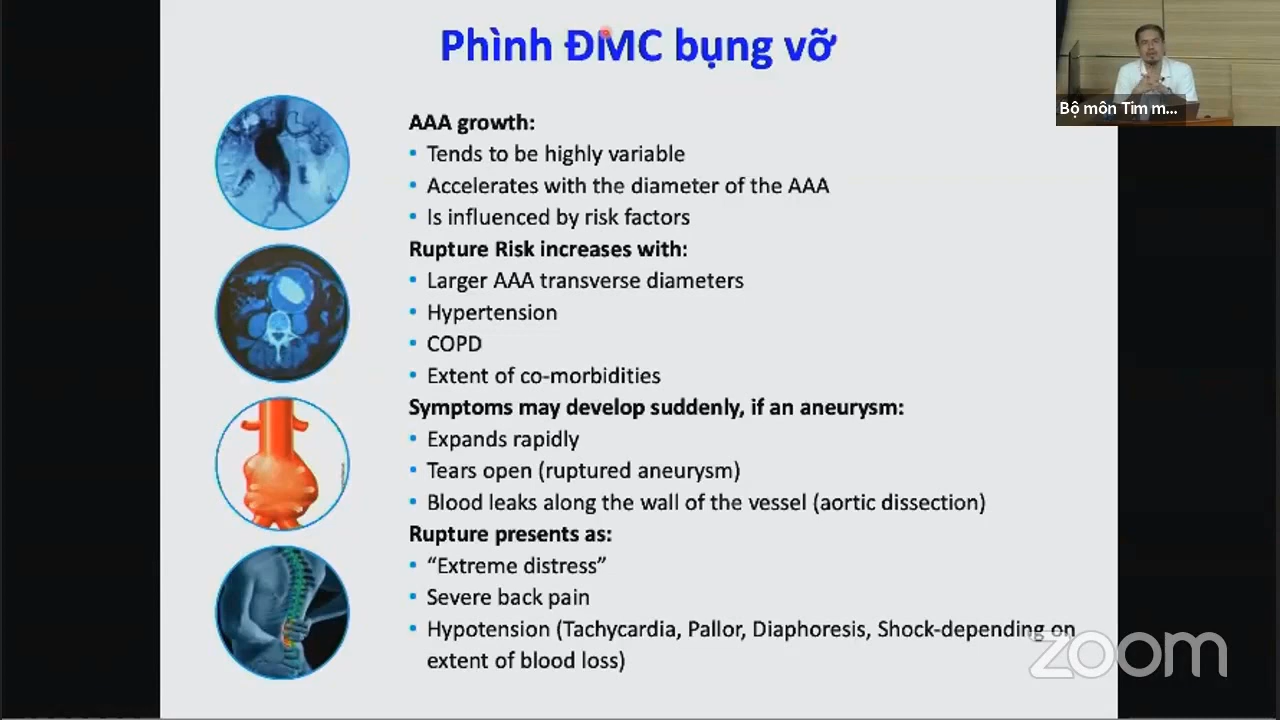 Phình ĐMC bụng vỡ
Bộ môn Tim m...
AAA growth:
• Tends to be highly variable
• Accelerates with the diameter of the AAA
• Is influenced by risk factors
Rupture Risk increases with:
• Larger AAA transverse diameters
• Hypertension
• COPD
• Extent of co-morbidities
Symptoms may develop suddenly, if an aneurysm:
• Expands rapidly
• Tears open (ruptured aneurysm)
• Blood leaks along the wall of the vessel (aortic dissection)
Rupture presents as:
• “Extreme distress”
• Severe back pain
• Hypotension (Tachycardia, Pallor, Diaphoresis, Shock-depending on
extent of blood loss)
zoom